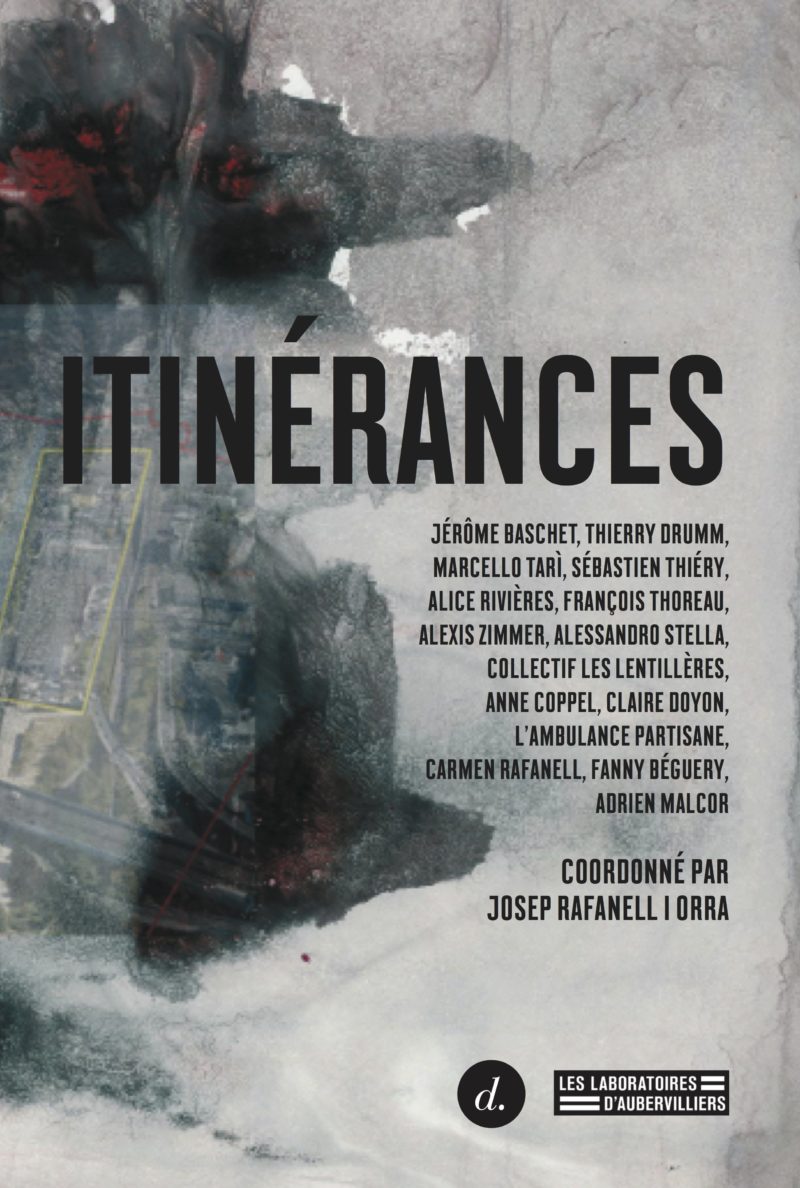 ITINÉRANCES
JÉRÔME BASCHET, THIERRY DRUMM,
MARCELLO TARÌ, SÉBASTIEN THIÉRY,
ALICE RIVIÈRES, FRANÇOIS THOREAU,
ALEXIS ZIMMER, ALESSANDRO STELLA,
COLLECTIF LES LENTILLÈRES,
ANNE COPPEL, CLAIRE DOYON,
L'AMBULANCE PARTISANE,
CARMEN RAFANELL, FANNY BÉGUERY,
ADRIEN MALCOR
COORDONNÉ PAR
JOSEP RAFANELL I ORRA
d.
LES LABORATOIRES
D'AUBERVILLIERS